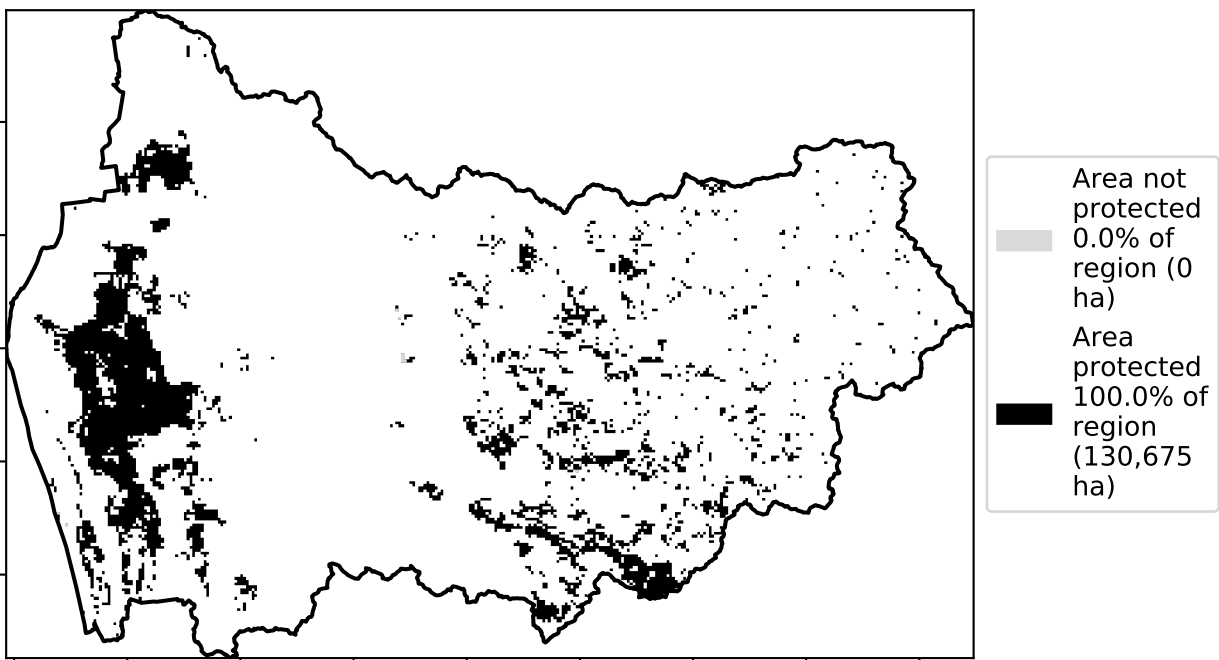 Area not
protected
0.0% of
region (0
ha)
Area
protected
100.0% of
region
(130,675
ha)